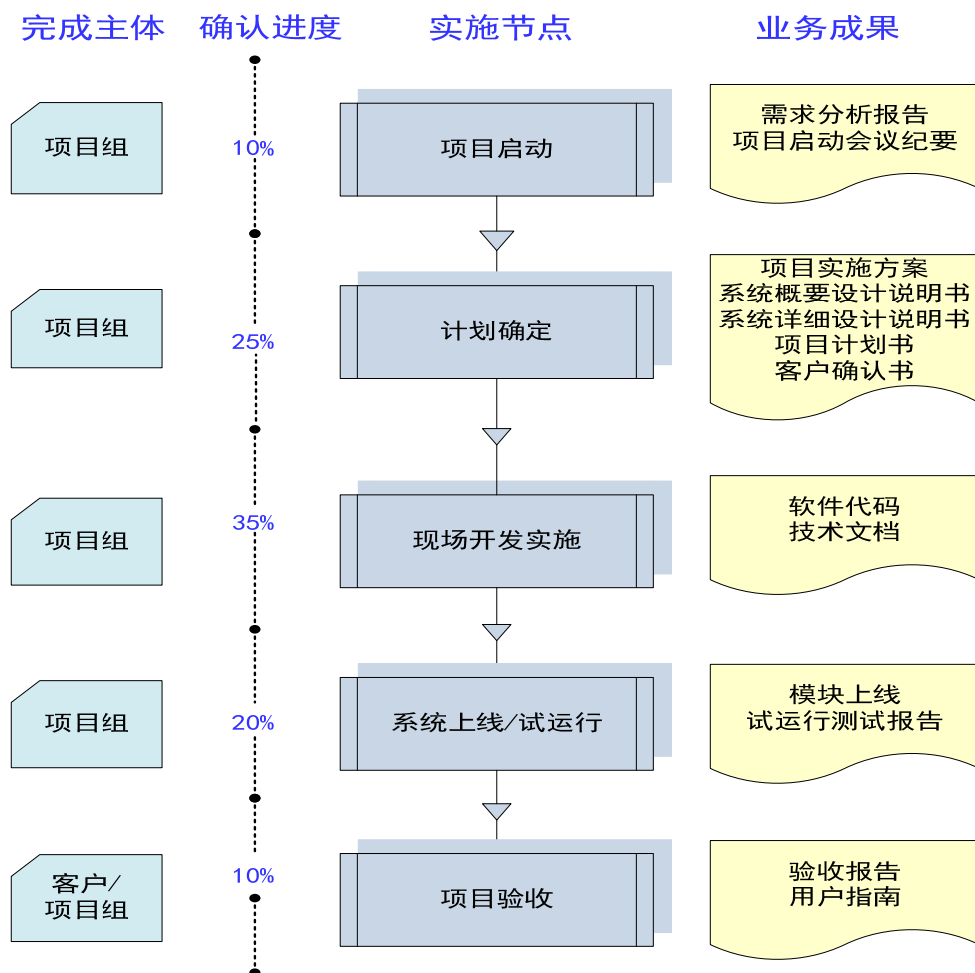 完成主体 确认进度 实施节点 业务成果
项目组
10%
项目启动
需求分析报告
项目启动会议纪要
项目组
25%
计划确定
项目实施方案
系统概要设计说明书
系统详细设计说明书
项目计划书
客户确认书
项目组
35%
现场开发实施
软件代码
技术文档
项目组
20%
系统上线/试运行
模块上线
试运行测试报告
客户/
项目组
10%
项目验收
验收报告
用户指南